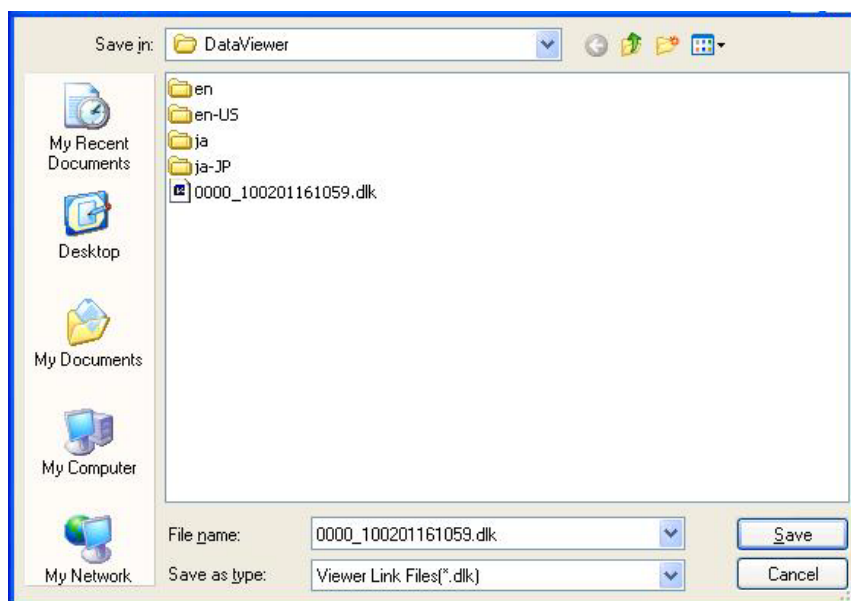 Save in:
DataViewer
My Recent
Documents
Desktop
My Documents
My Computer
My Network
en
en-US
ja
ja-JP
0000_100201161059.dlk
File name:
0000_100201161059.dlk
Save
Save as type:
Viewer Link Files(*.dlk)
Cancel